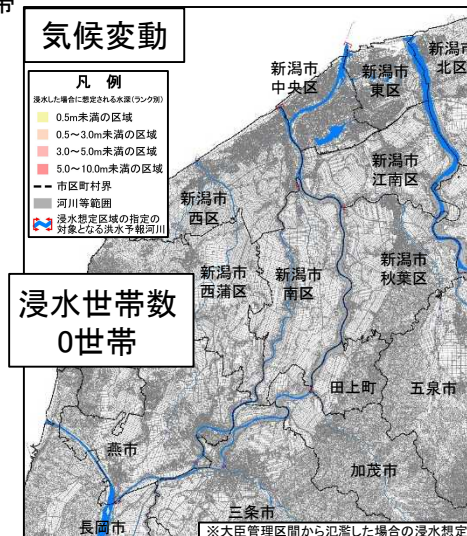 帯
気候変動
凡 例
浸水した場合に想定される水深(ランク別)
0.5m未満の区域
0.5～3.0m未満の区域
3.0～5.0m未満の区域
5.0～10.0m未満の区域
市区町村界
河川等範囲
浸水想定区域の指定の
対象となる洪水予報河川
新潟市
中央区
新潟市
東区
新潟市
北区
新潟市
江南区
新潟市
西区
新潟市
西蒲区
新潟市
南区
新潟市
秋葉区
浸水世帯数
0世帯
田上町
五泉市
燕市
加茂市
三条市
長岡市
※大臣管理区間から氾濫した場合の浸水想定